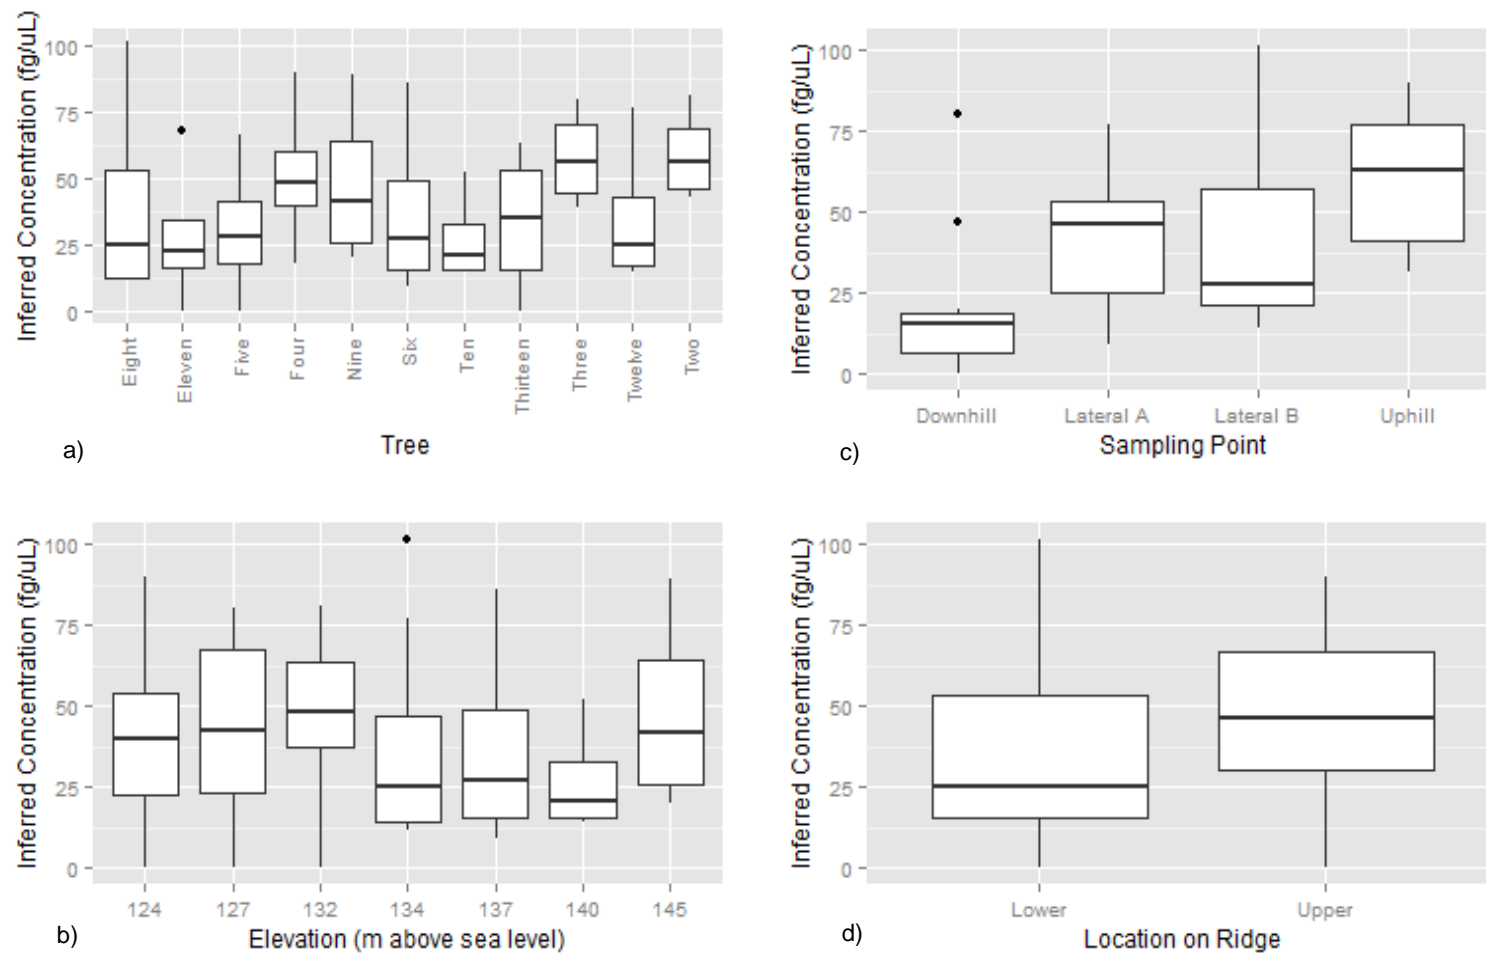 Inferred Concentration (fg/uL)
100
75
50
25
0
Eight
Eleven
Five
Four
Nine
Six
Ten
Thirteen
Three
Twelve
Two
Tree
a)
Inferred Concentration (fg/uL)
100
75
50
25
0
Downhill Lateral A Lateral B Uphill
Sampling Point
c)
Inferred Concentration (fg/uL)
100
75
50
25
0
124 127 132 134 137 140 145
Elevation (m above sea level)
b)
Inferred Concentration (fg/uL)
100
75
50
25
0
Lower Upper
Location on Ridge
d)